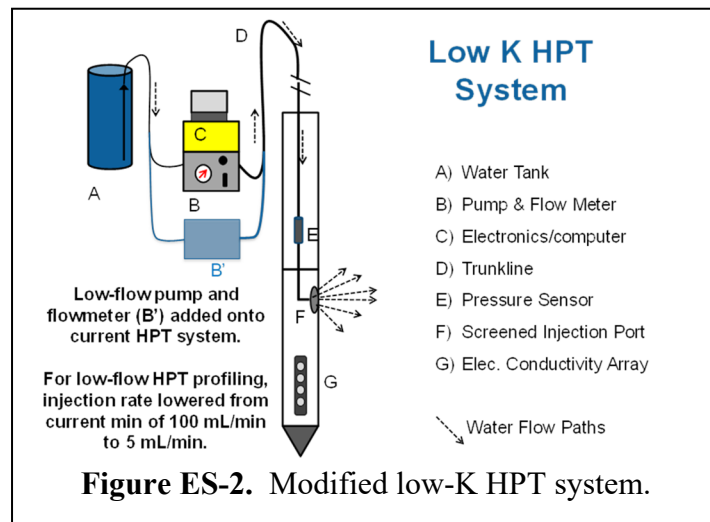 D
Low K HPT
System
C
A
B
E
B'
F
G
Low-flow pump and
flowmeter (B') added onto
current HPT system.
For low-flow HPT profiling,
injection rate lowered from
current min of 100 mL/min
to 5 mL/min.
A) Water Tank
B) Pump & Flow Meter
C) Electronics/computer
D) Trunkline
E) Pressure Sensor
F) Screened Injection Port
G) Elec. Conductivity Array
Water Flow Paths
Figure ES-2. Modified low-K HPT system.